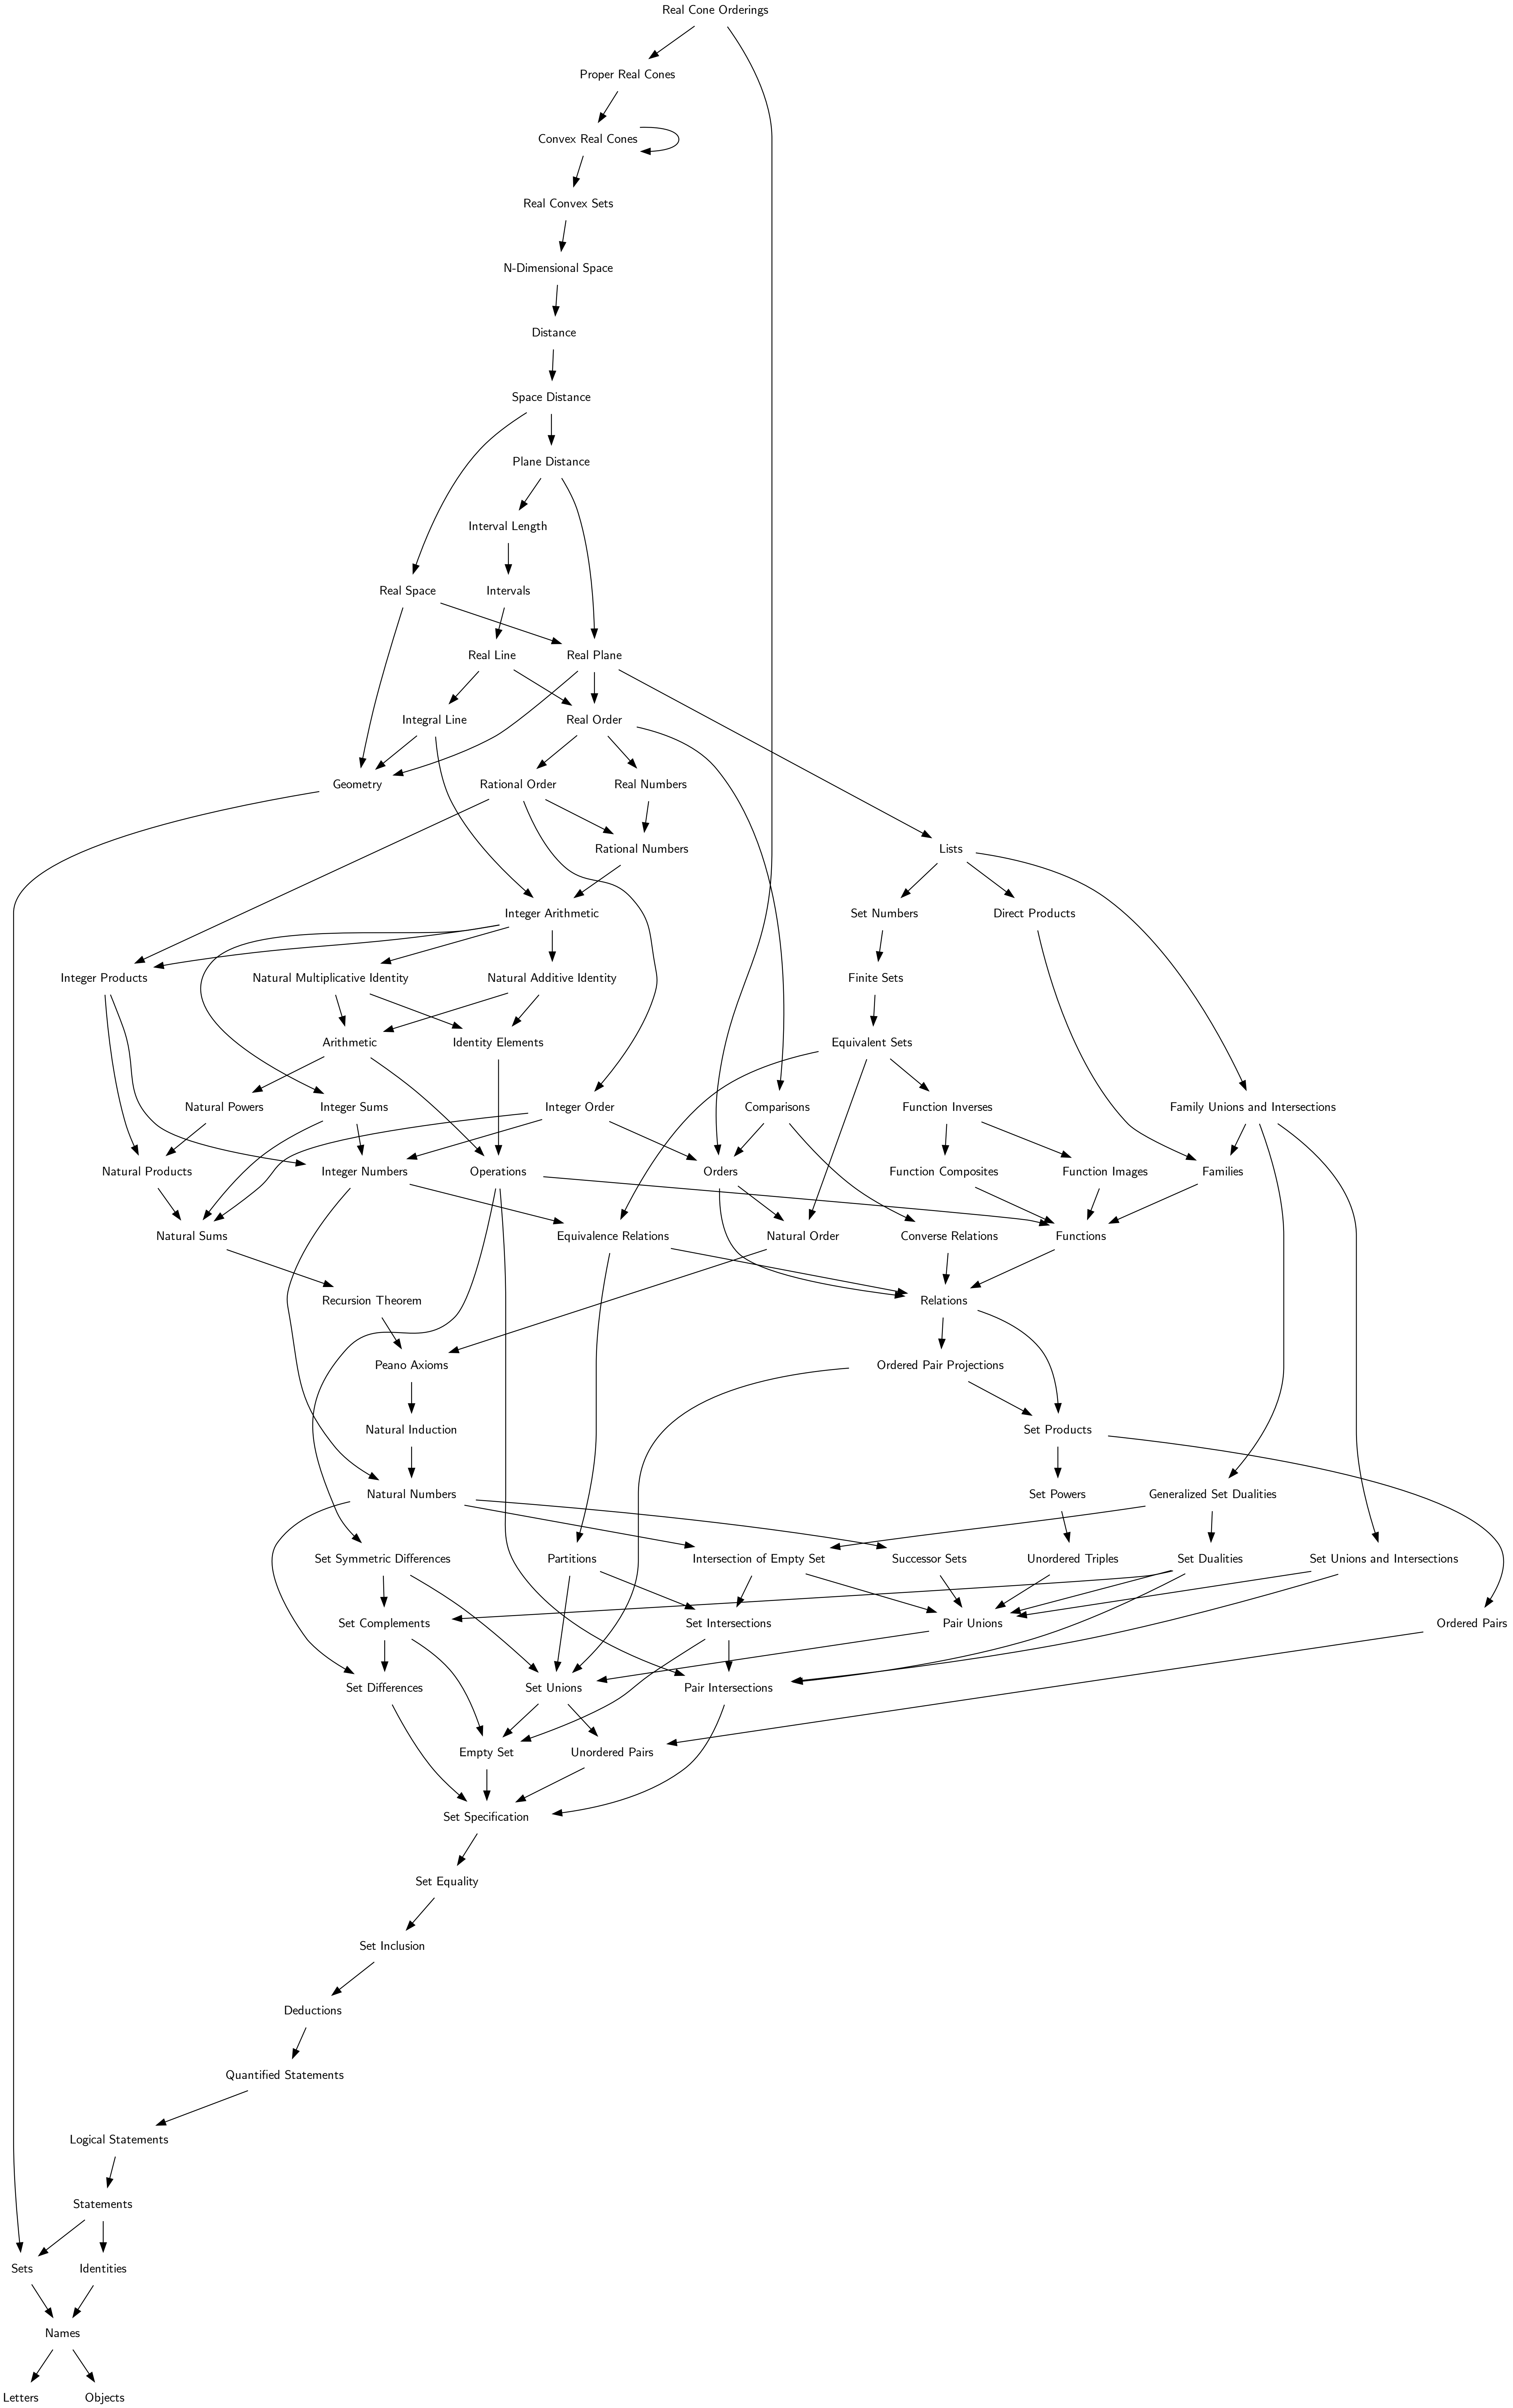 Real Cone Orderings
Proper Real Cones
Convex Real Cones
Real Convex Sets
N-Dimensional Space
Distance
Space Distance
Plane Distance
Interval Length
Real Space
Intervals
Real Line
Real Plane
Integral Line
Real Order
Geometry
Rational Order
Real Numbers
Rational Numbers
Lists
Integer Arithmetic
Set Numbers
Direct Products
Integer Products
Natural Multiplicative Identity
Natural Additive Identity
Finite Sets
Arithmetic
Identity Elements
Equivalent Sets
Natural Powers
Integer Sums
Integer Order
Comparisons
Function Inverses
Family Unions and Intersections
Natural Products
Integer Numbers
Operations
Orders
Function Composites
Function Images
Families
Natural Sums
Equivalence Relations
Natural Order
Converse Relations
Functions
Recursion Theorem
Relations
Peano Axioms
Ordered Pair Projections
Natural Induction
Set Products
Natural Numbers
Set Powers
Generalized Set Dualities
Set Symmetric Differences
Partitions
Intersection of Empty Set
Successor Sets
Unordered Triples
Set Dualities
Set Unions and Intersections
Set Complements
Set Intersections
Pair Unions
Ordered Pairs
Set Differences
Set Unions
Pair Intersections
Empty Set
Unordered Pairs
Set Specification
Set Equality
Set Inclusion
Deductions
Quantified Statements
Logical Statements
Statements
Sets
Identities
Names
Letters
Objects